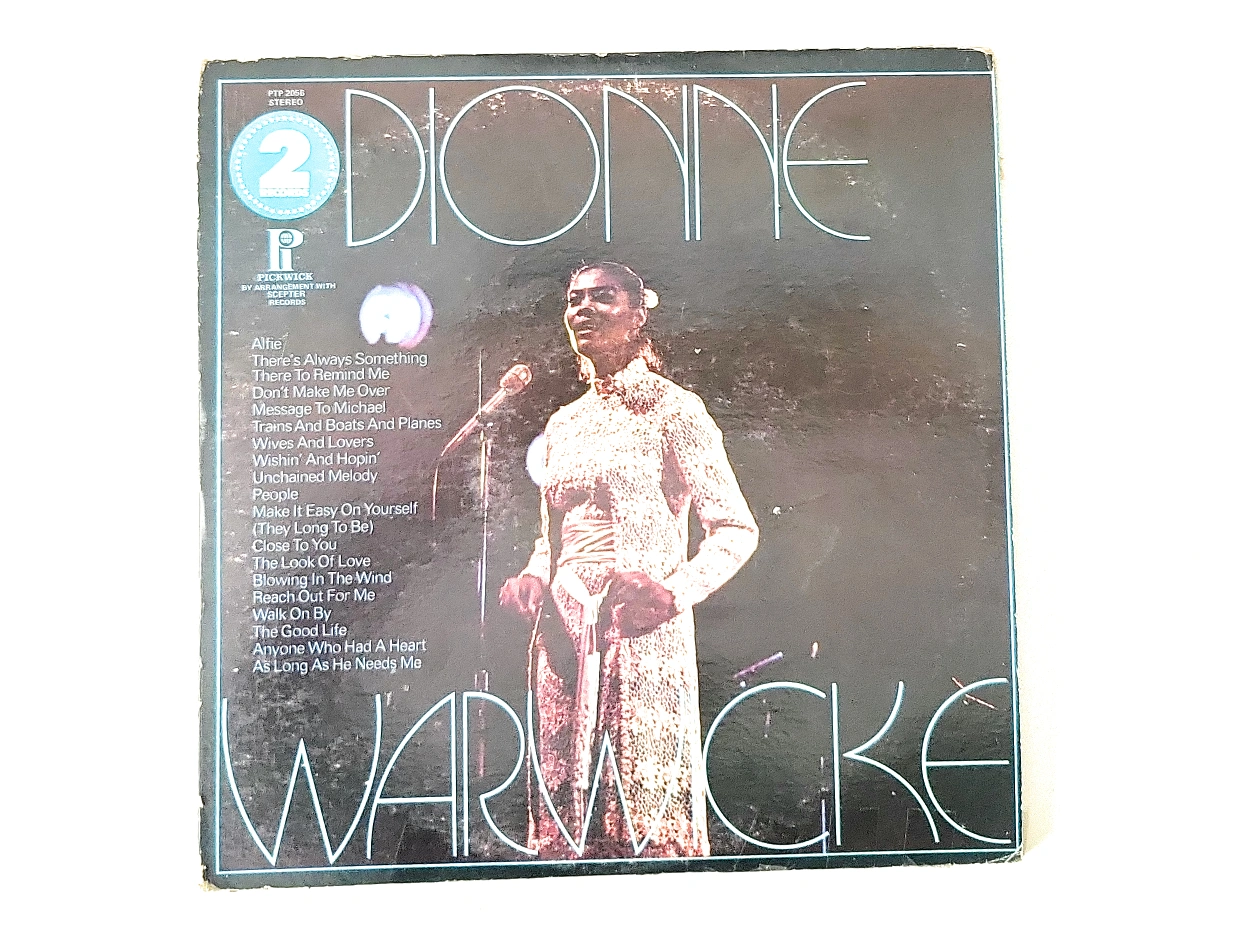 PTP 2056
STEREO
DIONNE
2
RECORDS
Pi
PICKWICK
BY ARRANGEMENT WITH
SCEPTER
RECORDS
Alfie
There's Always Something
There To Remind Me
Don't Make Me Over
Message To Michael
Trains And Boats And Planes
Wives And Lovers
Wishin' And Hopin'
Unchained Melody
People
Make It Easy On Yourself
(They Long To Be)
Close To You
The Look Of Love
Blowing In The Wind
Reach Out For Me
Walk On By
The Good Life
Anyone Who Had A Heart
As Long As He Needs Me
WARWICKE